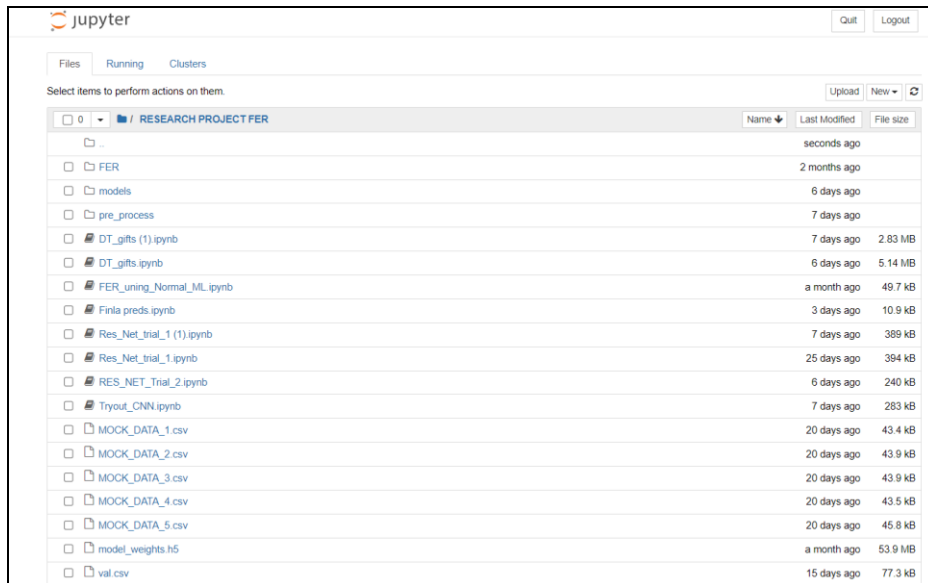 jupyter Quit Logout
Files Running Clusters
Select items to perform actions on them. Upload New
0 / RESEARCH PROJECT FER Name Last Modified File size
.. seconds ago
FER 2 months ago
models 6 days ago
pre_process 7 days ago
DT_gifts (1).ipynb 7 days ago 2.83 MB
DT_gifts.ipynb 6 days ago 5.14 MB
FER_uning_Normal_ML.ipynb a month ago 49.7 kB
Finla preds.ipynb 3 days ago 10.9 kB
Res_Net_trial_1 (1).ipynb 7 days ago 389 kB
Res_Net_trial_1.ipynb 25 days ago 394 kB
RES_NET_Trial_2.ipynb 6 days ago 240 kB
Tryout_CNN.ipynb 7 days ago 283 kB
MOCK_DATA_1.csv 20 days ago 43.4 kB
MOCK_DATA_2.csv 20 days ago 43.9 kB
MOCK_DATA_3.csv 20 days ago 43.9 kB
MOCK_DATA_4.csv 20 days ago 43.5 kB
MOCK_DATA_5.csv 20 days ago 45.8 kB
model_weights.h5 a month ago 53.9 MB
val.csv 15 days ago 77.3 kB